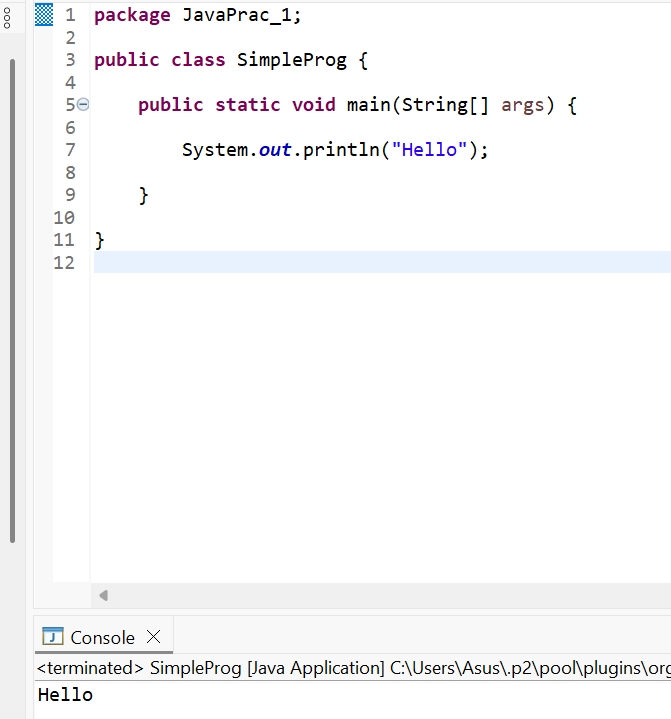 1 package JavaPrac_1;
2
3 public class SimpleProg {
4
5 public static void main(String[] args) {
6
7 System.out.println("Hello");
8
9 }
10
11 }
12
Console
<terminated> SimpleProg [Java Application] C:\Users\Asus\.p2\pool\plugins\org
Hello